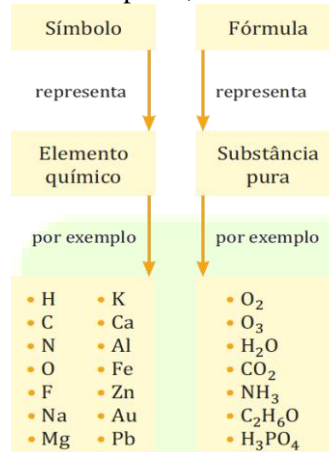 Símbolo
Fórmula
representa
representa
Elemento
químico
Substância
pura
por exemplo
por exemplo
• H
• C
• N
• O
• F
• Na
• Mg
• K
• Ca
• Al
• Fe
• Zn
• Au
• Pb
• O₂
• O₃
• H₂O
• CO₂
• NH₃
• C₂H₆O
• H₃PO₄